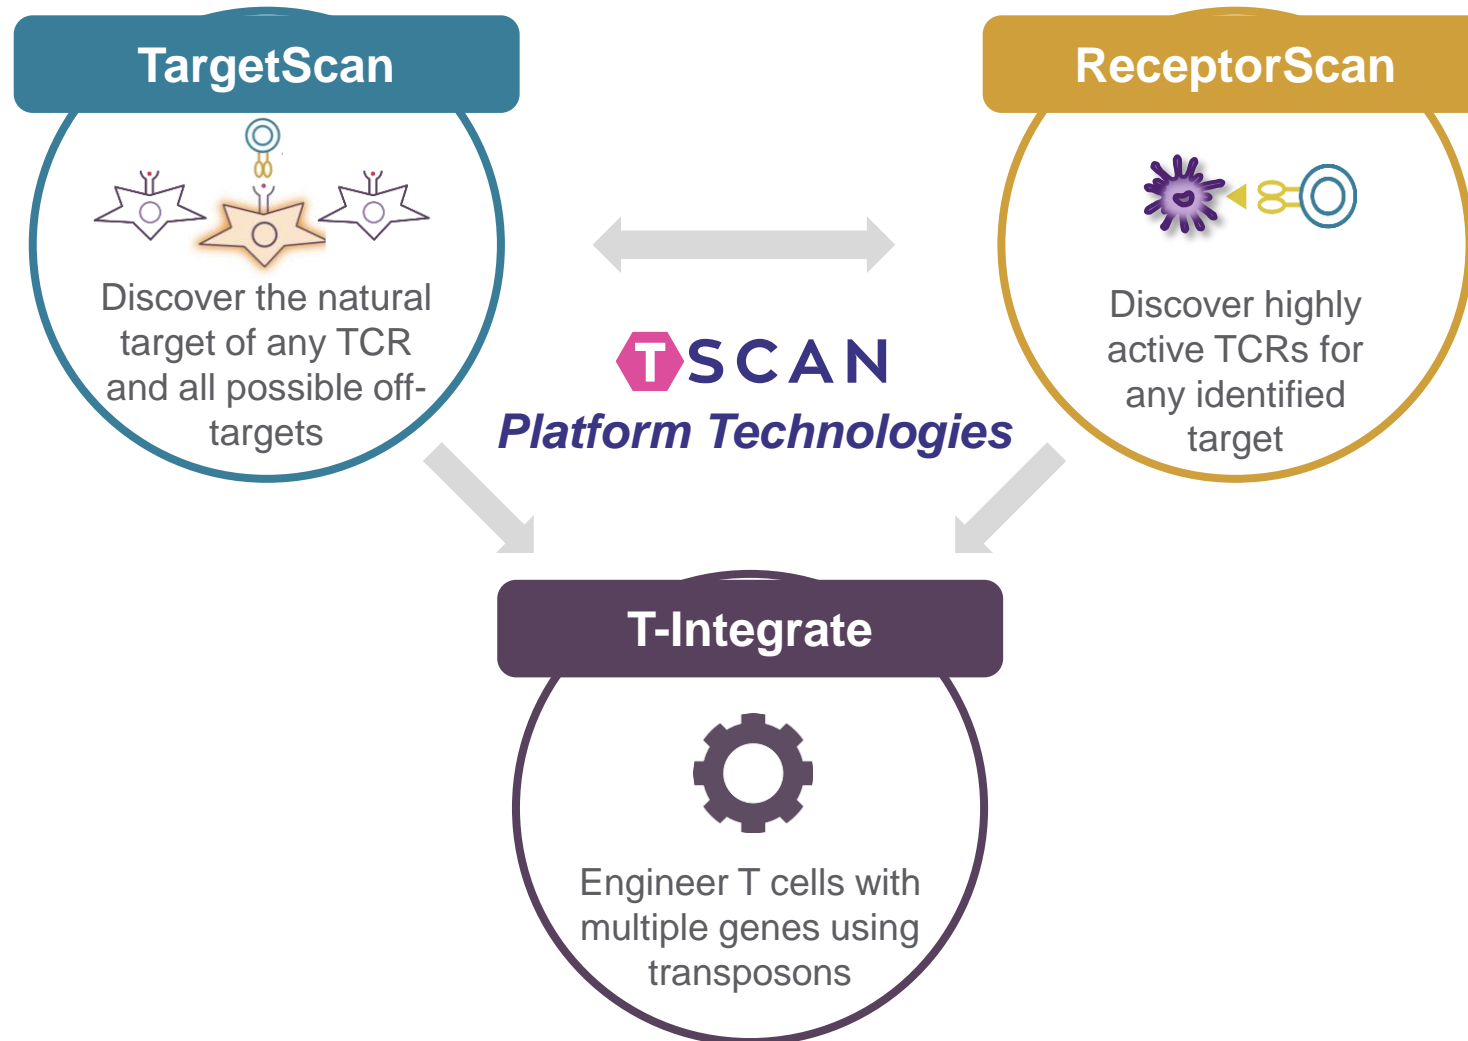 TargetScan
Discover the natural
target of any TCR
and all possible off-
targets
ReceptorScan
Discover highly
active TCRs for
any identified
target
TSCAN
Platform Technologies
T-Integrate
Engineer T cells with
multiple genes using
transposons